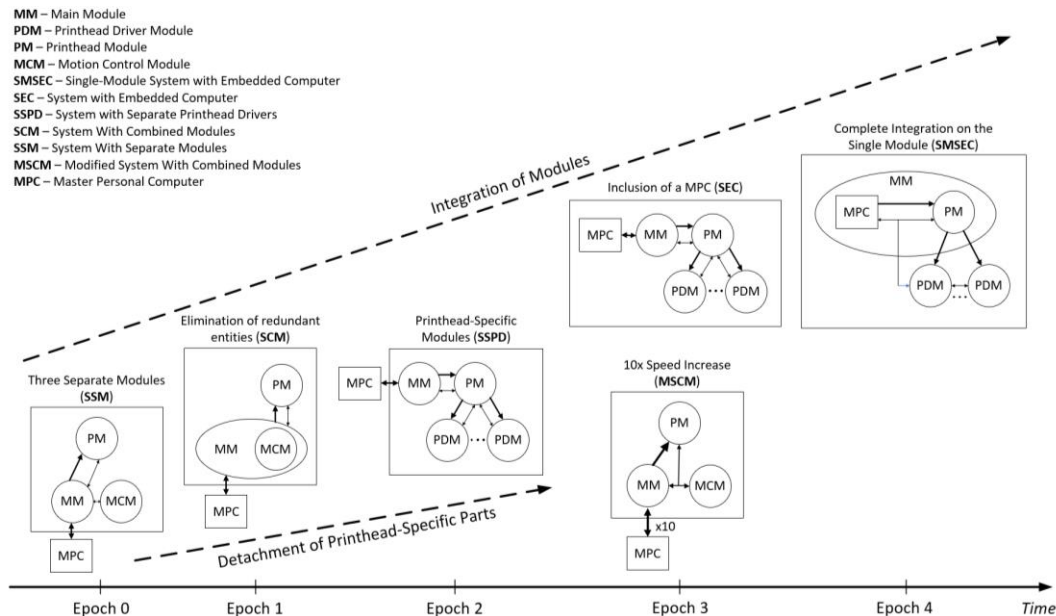 MM – Main Module
PDM – Printhead Driver Module
PM – Printhead Module
MCM – Motion Control Module
SMSEC – Single-Module System with Embedded Computer
SEC – System with Embedded Computer
SSPD – System with Separate Printhead Drivers
SCM – System With Combined Modules
SSM – System with Separate Modules
MSCM – Modified System With Combined Modules
MPC – Master Personal Computer
Integration of Modules
Complete Integration on the
Single Module (SMSEC)
MM
MPC
PM
PDM
...
PDM
Inclusion of a MPC (SEC)
MPC
MM
PM
PDM
...
PDM
Three Separate Modules
(SSM)
PM
MM
MCM
MPC
Elimination of redundant
entities (SCM)
PM
MM
MCM
MPC
Printhead-Specific
Modules (SSPD)
MPC
MM
PM
PDM
...
PDM
10x Speed Increase
(MSCM)
PM
MM
MCM
x10
MPC
Detachment of Printhead-Specific Parts
Epoch 0
Epoch 1
Epoch 2
Epoch 3
Epoch 4
Time